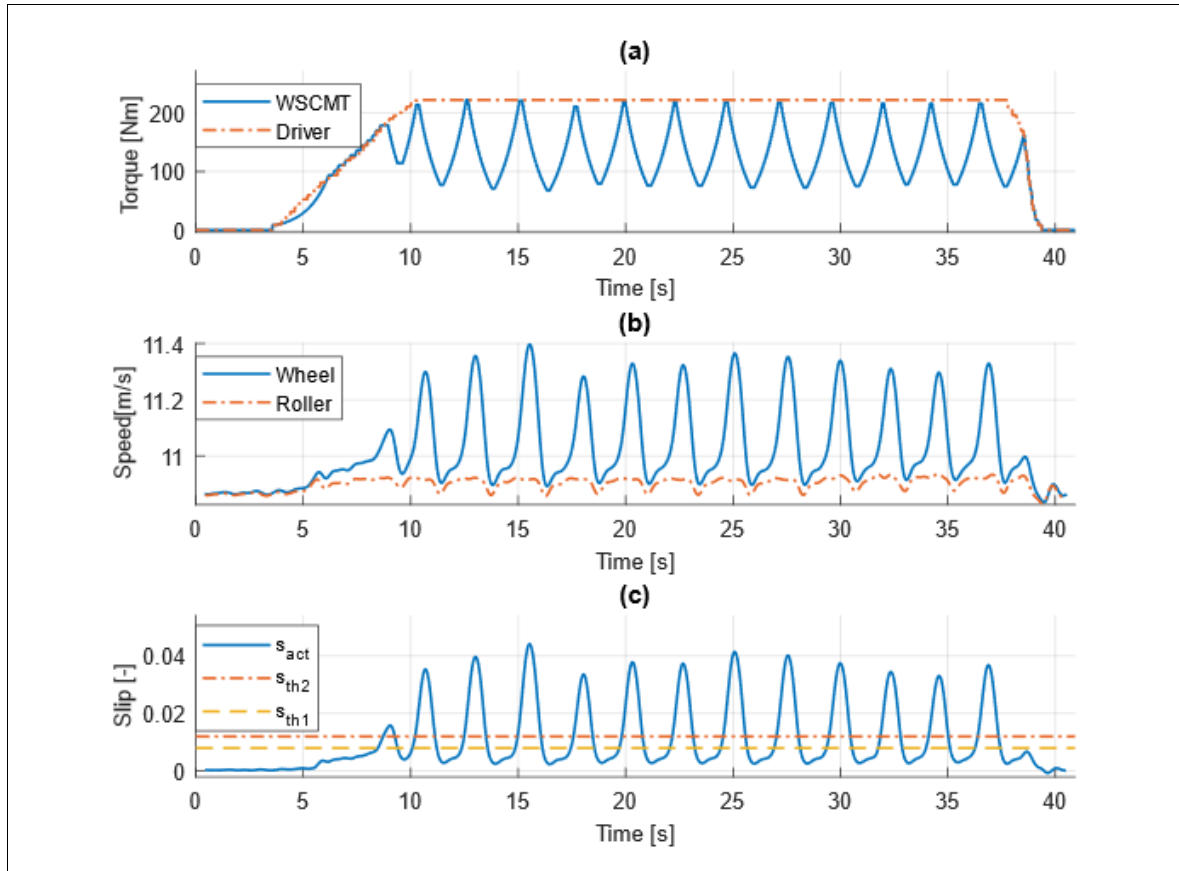 (a)
Torque [Nm]
200
100
0
WSCMT
Driver
0 5 10 15 20 25 30 35 40
Time [s]
(b)
Speed[m/s]
11.4
11.2
11
Wheel
Roller
0 5 10 15 20 25 30 35 40
Time [s]
(c)
Slip [-]
0.04
0.02
0
s_act
s_th2
s_th1
0 5 10 15 20 25 30 35 40
Time [s]